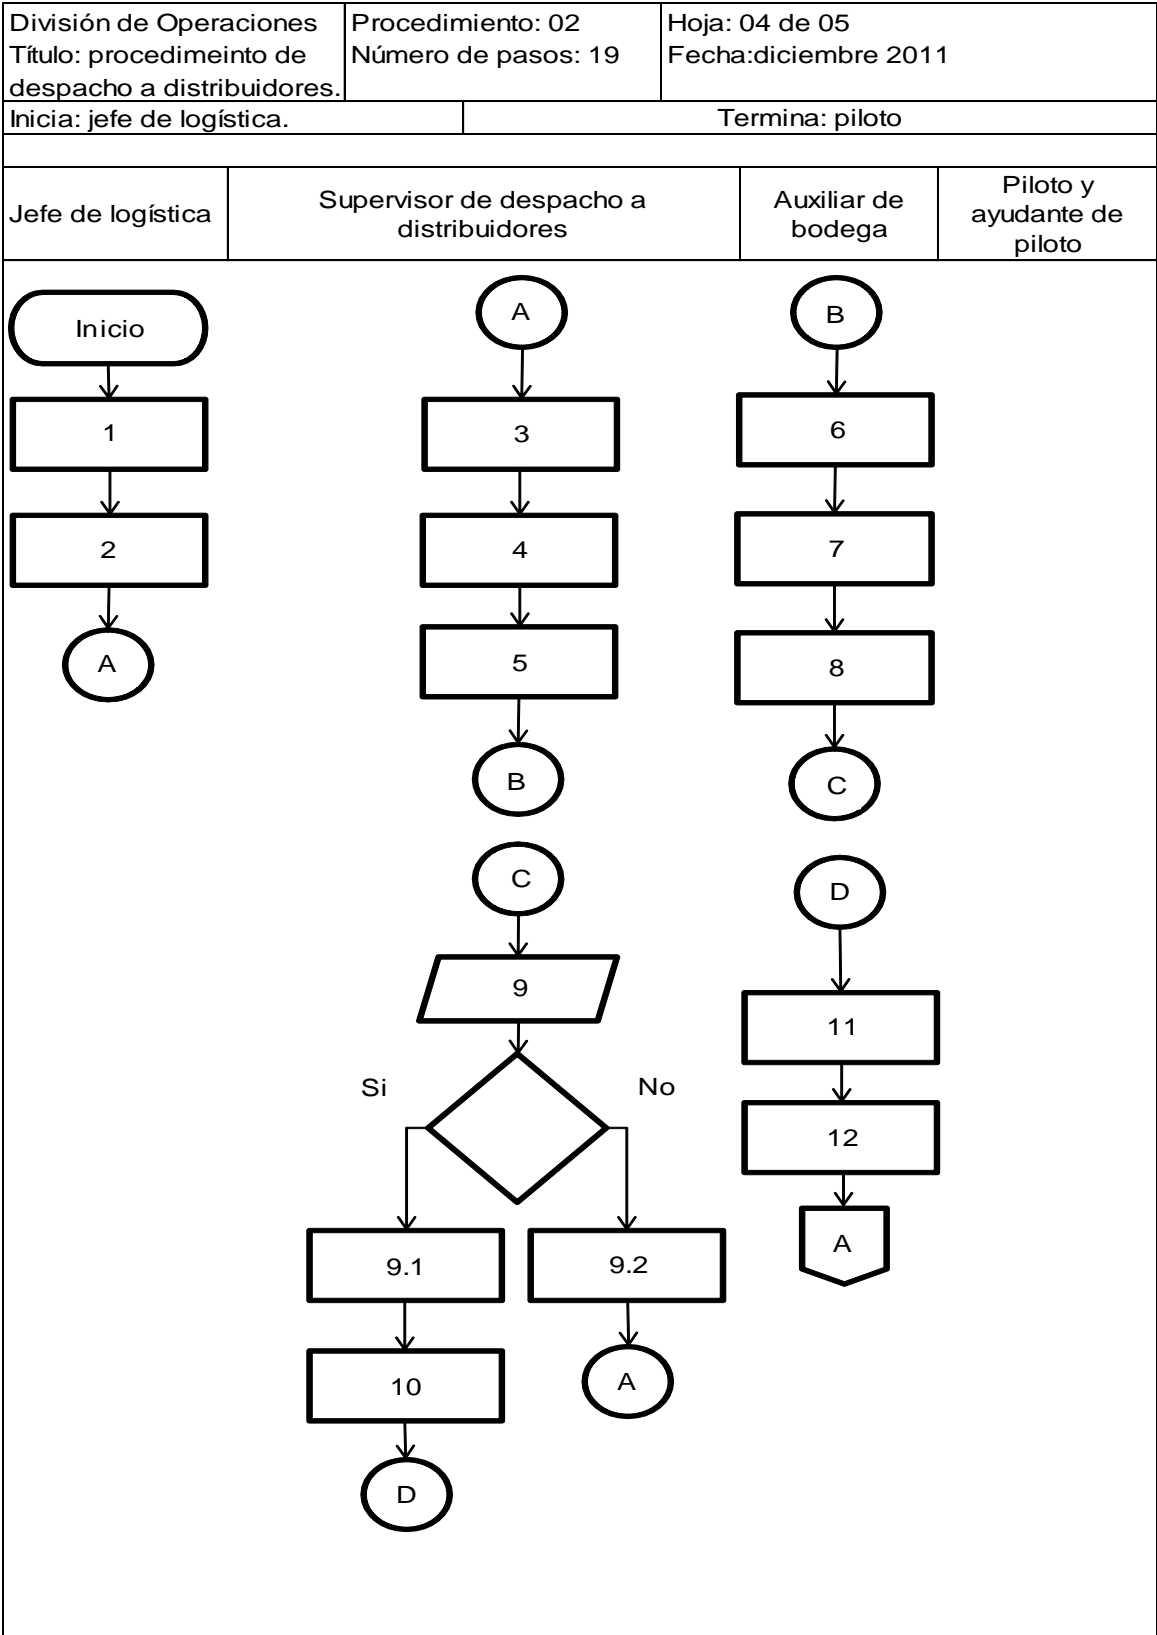 División de Operaciones
Título: procedimeinto de
despacho a distribuidores.
Procedimiento: 02
Número de pasos: 19
Hoja: 04 de 05
Fecha:diciembre 2011
Inicia: jefe de logística.
Termina: piloto
Jefe de logística
Supervisor de despacho a
distribuidores
Auxiliar de
bodega
Piloto y
ayudante de
piloto
Inicio
1
2
A
A
3
4
5
B
B
6
7
8
C
C
9
Si
No
9.1
9.2
10
A
D
D
11
12
A